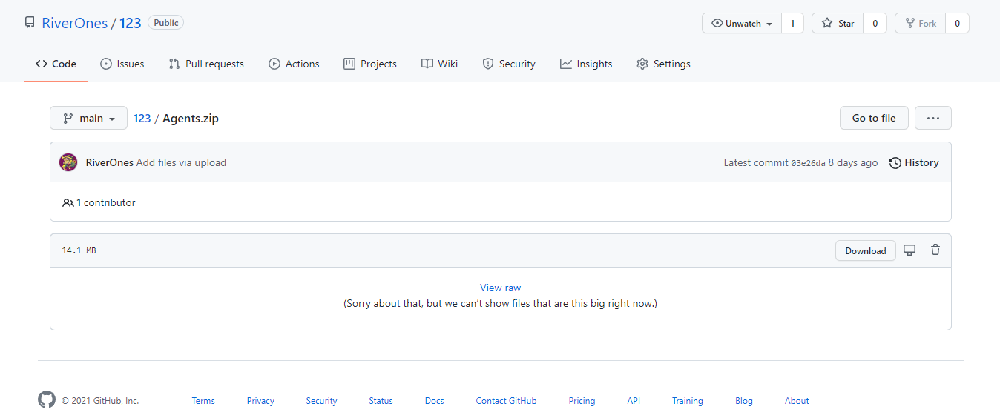 RiverOnes / 123 Public Unwatch 1 Star 0 Fork 0
Code Issues Pull requests Actions Projects Wiki Security Insights Settings
main 123 / Agents.zip Go to file ...
RiverOnes Add files via upload Latest commit 03e26da 8 days ago History
1 contributor
14.1 MB Download
View raw
(Sorry about that, but we can't show files that are this big right now.)
© 2021 GitHub, Inc. Terms Privacy Security Status Docs Contact GitHub Pricing API Training Blog About